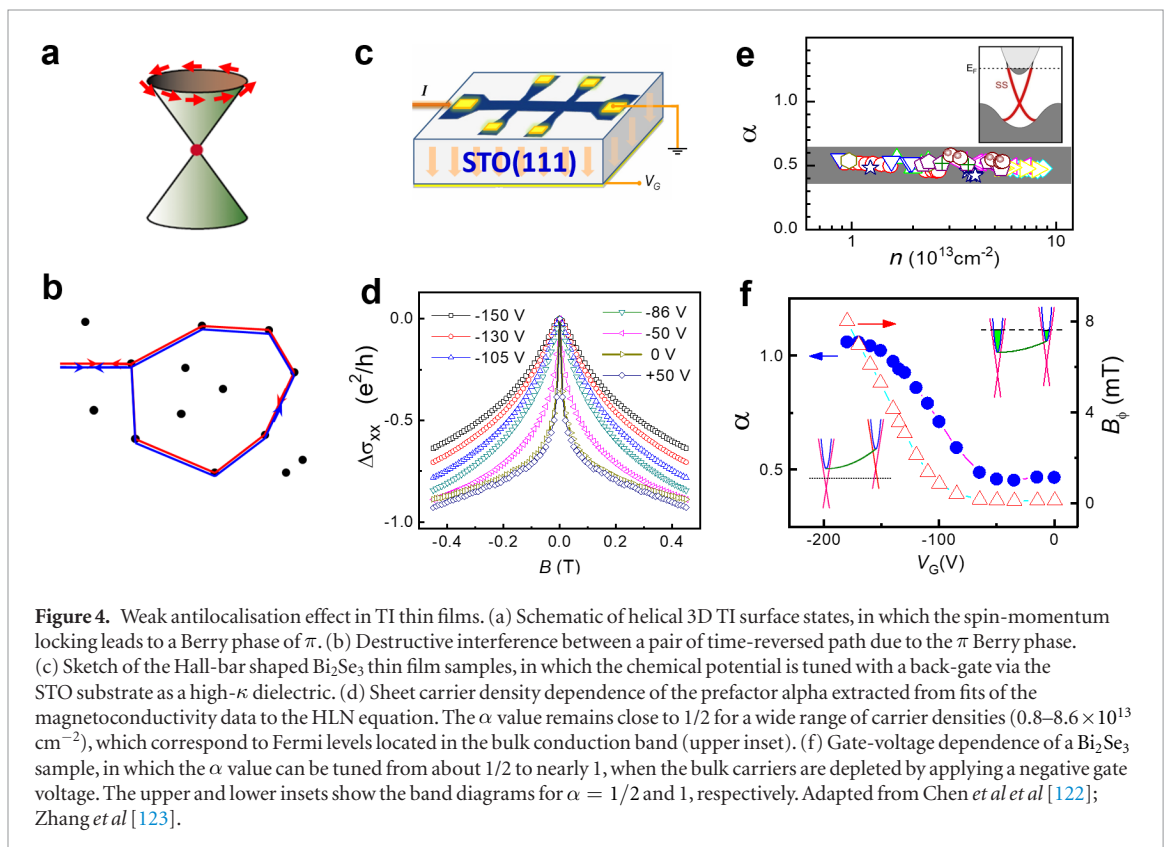 a
c
I
STO(111)
V_G
e
E_F
SS
α
1.0
0.5
0.0
1
10
n (10¹³cm⁻²)
b
d
-150 V
-130 V
-105 V
-86 V
-50 V
0 V
+50 V
Δσxx (e²/h)
0.0
-0.5
-1.0
-0.4
-0.2
0.0
0.2
0.4
B (T)
f
α
1.0
0.5
8
4
0
B_ϕ (mT)
-200
-100
0
V_G(V)
Figure 4. Weak antilocalisation effect in TI thin films. (a) Schematic of helical 3D TI surface states, in which the spin-momentum
locking leads to a Berry phase of π. (b) Destructive interference between a pair of time-reversed path due to the π Berry phase.
(c) Sketch of the Hall-bar shaped Bi₂Se₃ thin film samples, in which the chemical potential is tuned with a back-gate via the
STO substrate as a high-κ dielectric. (d) Sheet carrier density dependence of the prefactor alpha extracted from fits of the
magnetoconductivity data to the HLN equation. The α value remains close to 1/2 for a wide range of carrier densities (0.8–8.6 × 10¹³
cm⁻²), which correspond to Fermi levels located in the bulk conduction band (upper inset). (f) Gate-voltage dependence of a Bi₂Se₃
sample, in which the α value can be tuned from about 1/2 to nearly 1, when the bulk carriers are depleted by applying a negative gate
voltage. The upper and lower insets show the band diagrams for α = 1/2 and 1, respectively. Adapted from Chen et al et al [122];
Zhang et al [123].